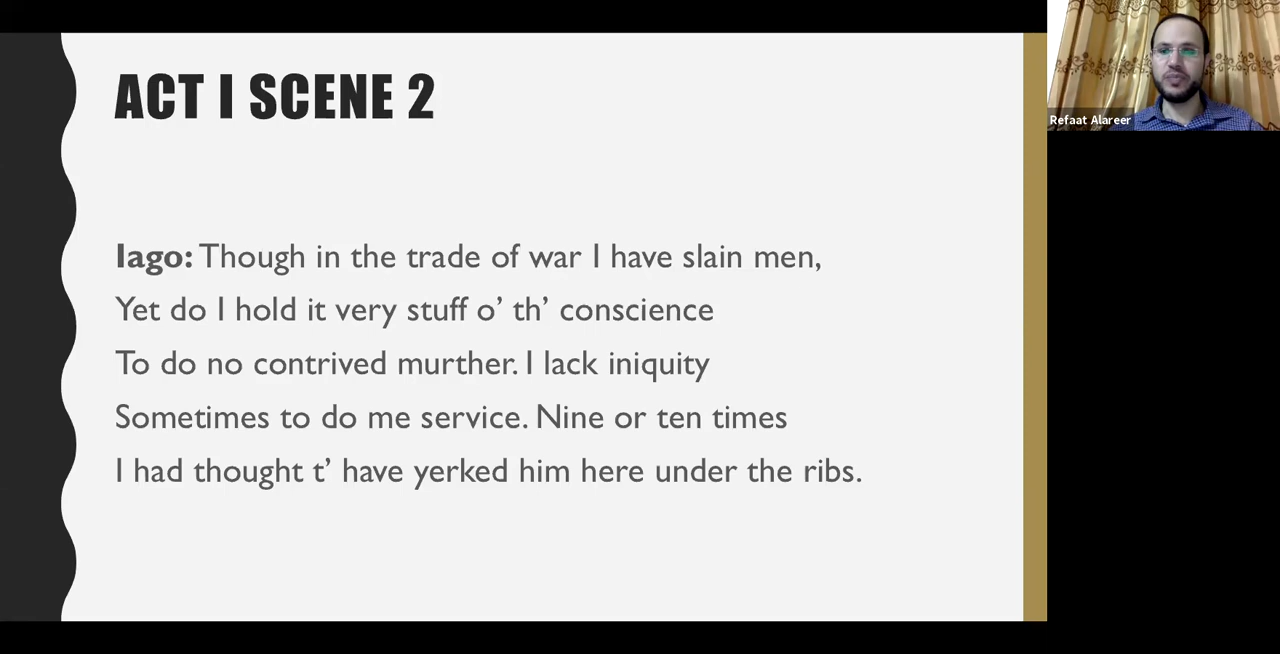 ACT I SCENE 2
Iago: Though in the trade of war I have slain men,
Yet do I hold it very stuff o’ th’ conscience
To do no contrived murther. I lack iniquity
Sometimes to do me service. Nine or ten times
I had thought t’ have yerked him here under the ribs.
Refaat Alareer